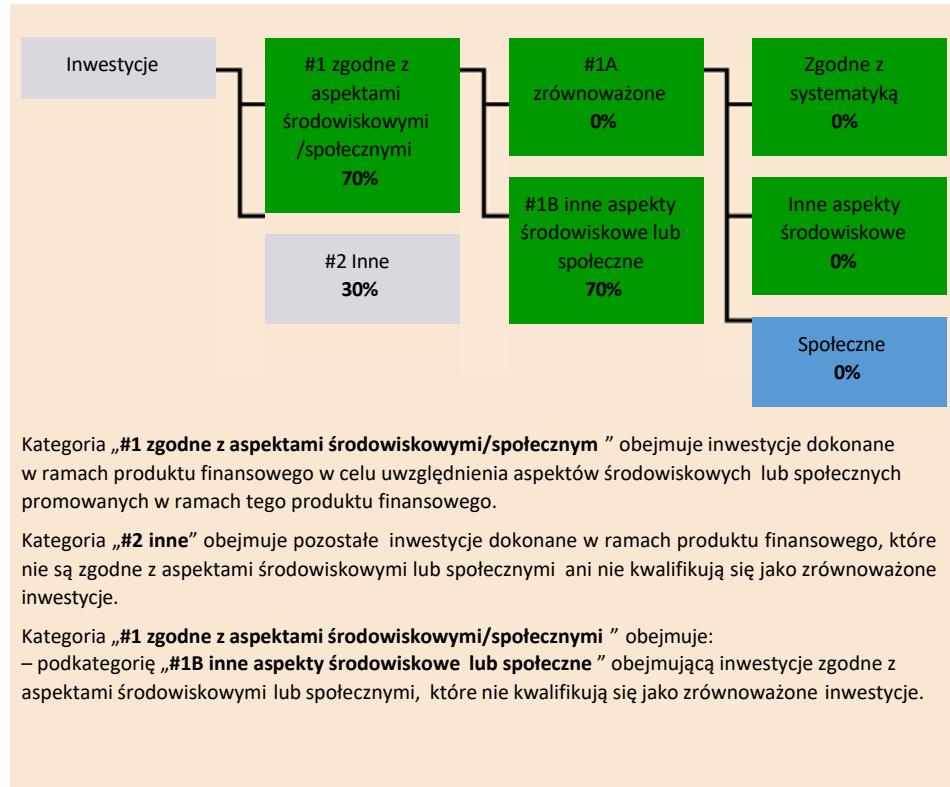 Inwestycje
#1 zgodne z
aspektami
środowiskowymi
/społecznymi
70%
#2 Inne
30%
#1A
zrównoważone
0%
#1B inne aspekty
środowiskowe lub
społeczne
70%
Zgodne z
systematyką
0%
Inne aspekty
środowiskowe
0%
Społeczne
0%
Kategoria „#1 zgodne z aspektami środowiskowymi/społecznym ” obejmuje inwestycje dokonane
w ramach produktu finansowego w celu uwzględnienia aspektów środowiskowych lub społecznych
promowanych w ramach tego produktu finansowego.
Kategoria „#2 inne” obejmuje pozostałe inwestycje dokonane w ramach produktu finansowego, które
nie są zgodne z aspektami środowiskowymi lub społecznymi ani nie kwalifikują się jako zrównoważone
inwestycje.
Kategoria „#1 zgodne z aspektami środowiskowymi/społecznymi ” obejmuje:
– podkategorię „#1B inne aspekty środowiskowe lub społeczne ” obejmującą inwestycje zgodne z
aspektami środowiskowymi lub społecznymi, które nie kwalifikują się jako zrównoważone inwestycje.